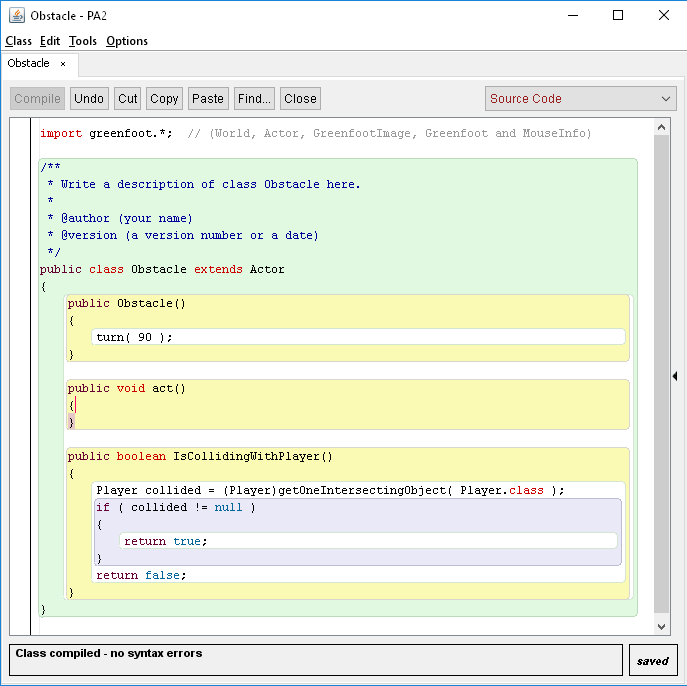 Obstacle - PA2
Class Edit Tools Options
Obstacle ×
Compile Undo Cut Copy Paste Find... Close Source Code
import greenfoot.*;  // (World, Actor, GreenfootImage, Greenfoot and MouseInfo)
/**
 * Write a description of class Obstacle here.
 *
 * @author (your name)
 * @version (a version number or a date)
 */
public class Obstacle extends Actor
{
    public Obstacle()
    {
        turn( 90 );
    }
    public void act()
    {
    }
    public boolean IsCollidingWithPlayer()
    {
        Player collided = (Player)getOneIntersectingObject( Player.class );
        if ( collided != null )
        {
            return true;
        }
        return false;
    }
}
Class compiled - no syntax errors
saved